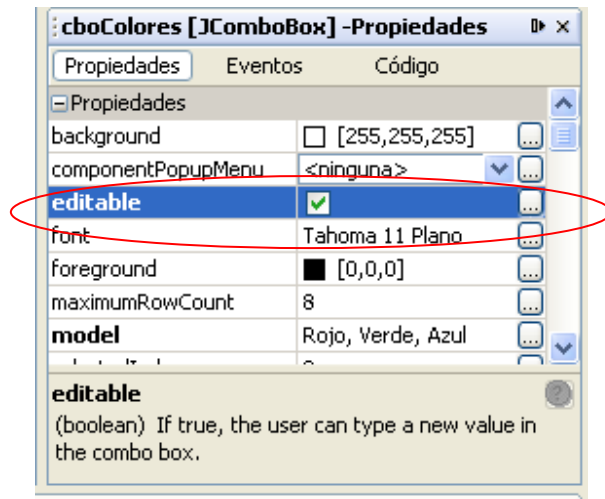 cboColores [JComboBox] -Propiedades
Propiedades Eventos Código
Propiedades
background [255,255,255] ...
componentPopupMenu <ninguna> ...
editable ...
font Tahoma 11 Plano ...
foreground [0,0,0] ...
maximumRowCount 8 ...
model Rojo, Verde, Azul ...
editable
(boolean) If true, the user can type a new value in
the combo box.